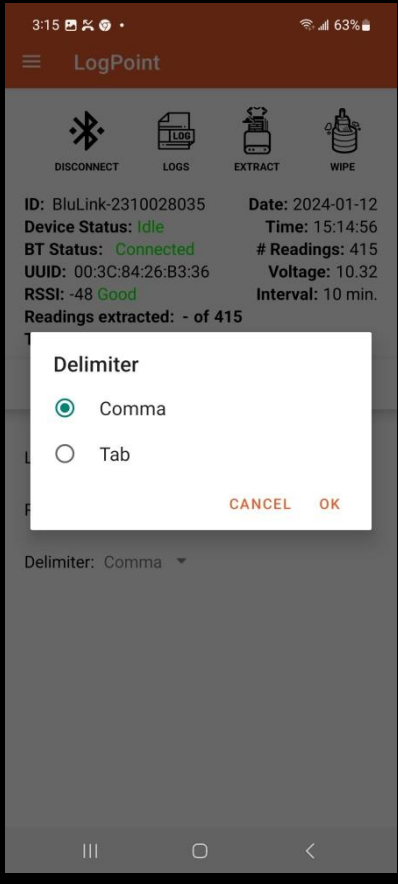 3:15 63%
LogPoint
DISCONNECT LOGS EXTRACT WIPE
LOG
ID: BluLink-2310028035 Date: 2024-01-12
Device Status: Idle Time: 15:14:56
BT Status: Connected # Readings: 415
UUID: 00:3C:84:26:B3:36 Voltage: 10.32
RSSI: -48 Good Interval: 10 min.
Readings extracted: - of 415
Delimiter
Comma
Tab
CANCEL OK
Delimiter: Comma